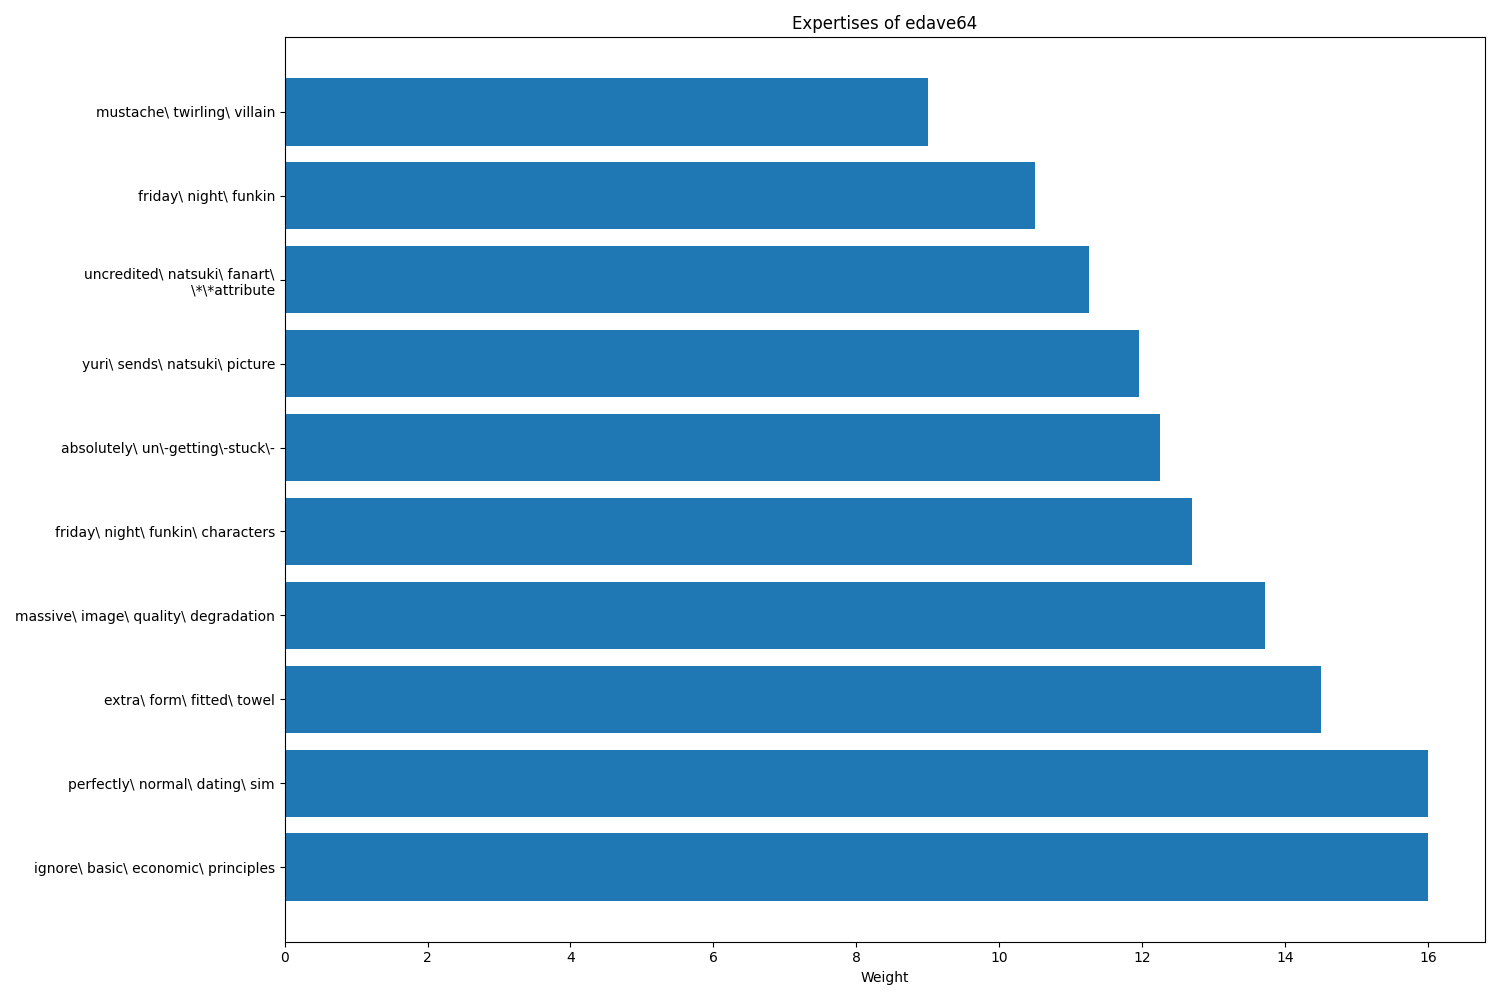 Expertises of edave64
mustache\ twirling\ villain
friday\ night\ funkin
uncredited\ natsuki\ fanart\
\*\*attribute
yuri\ sends\ natsuki\ picture
absolutely\ un\-getting\-stuck\-
friday\ night\ funkin\ characters
massive\ image\ quality\ degradation
extra\ form\ fitted\ towel
perfectly\ normal\ dating\ sim
ignore\ basic\ economic\ principles
0 2 4 6 8 10 12 14 16
Weight